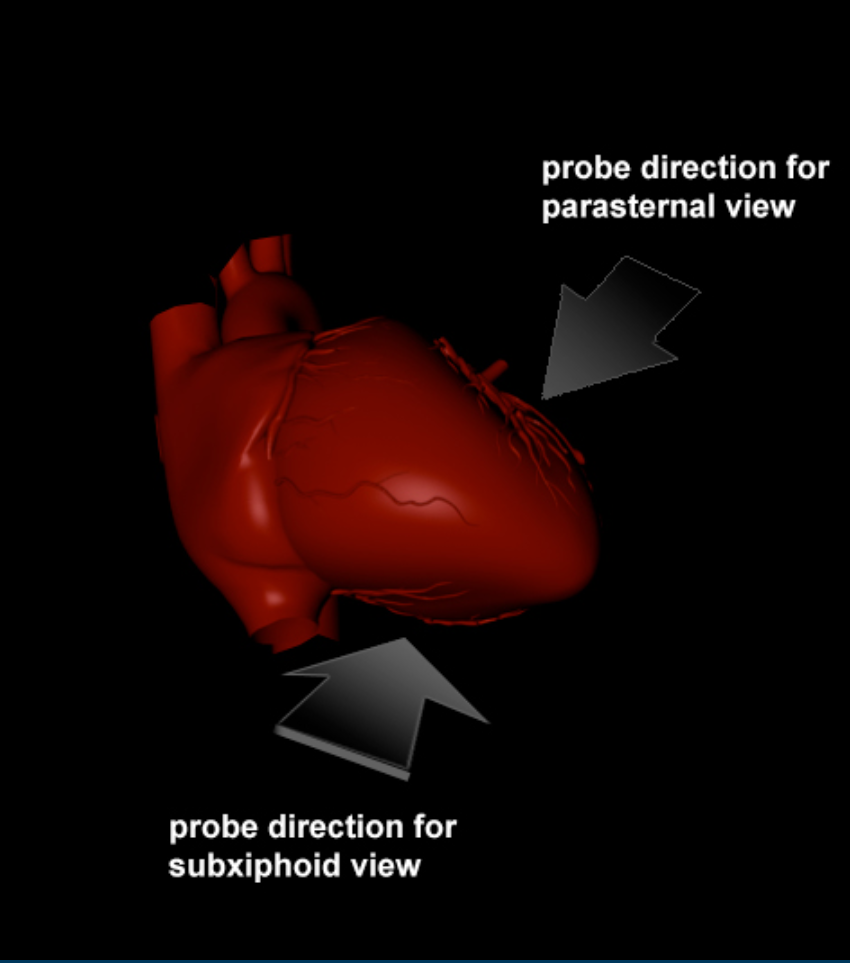 probe direction for
parasternal view
probe direction for
subxiphoid view